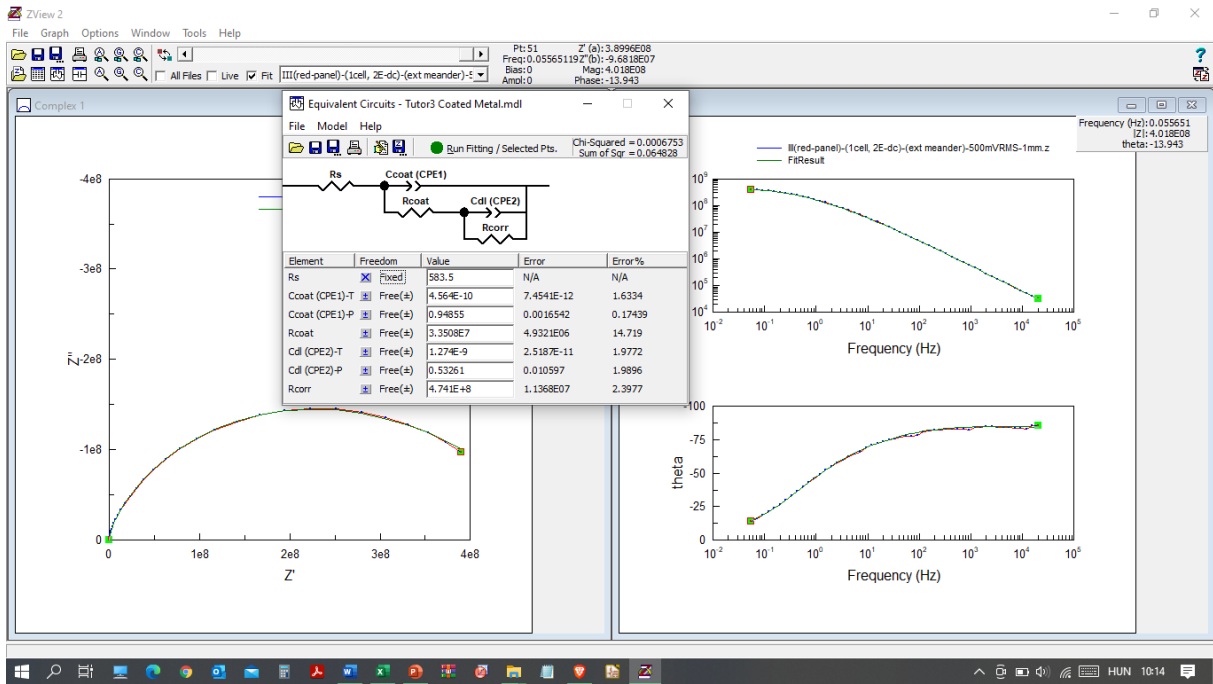 ZView 2
File Graph Options Window Tools Help
All Files Live Fit III(red-panel)-(1cell, 2E-dc)-(ext meander)-5
Pt:51 Z' (a):3.8996E08
Freq:0.05565119 Z''(b):-9.6818E07
Bias:0 Mag:4.018E08
Ampl:0 Phase:-13.943
Complex 1
Equivalent Circuits - Tutor3 Coated Metal.mdl
File Model Help
Run Fitting / Selected Pts.
Chi-Squared = 0.0006753
Sum of Sqr = 0.064828
Rs Ccoat (CPE1)
Rcoat Cdl (CPE2)
Rcorr
Element Freedom Value Error Error%
Rs Fixed 583.5 N/A N/A
Ccoat (CPE1)-T Free(±) 4.564E-10 7.4541E-12 1.6334
Ccoat (CPE1)-P Free(±) 0.94855 0.0016542 0.17439
Rcoat Free(±) 3.3508E7 4.9321E06 14.719
Cdl (CPE2)-T Free(±) 1.274E-9 2.5187E-11 1.9772
Cdl (CPE2)-P Free(±) 0.53261 0.010597 1.9896
Rcorr Free(±) 4.741E+8 1.1368E07 2.3977
-4e8
-3e8
-2e8
-1e8
0
Z''
0 1e8 2e8 3e8 4e8
Z'
Frequency (Hz):0.055651
|Z|:4.018E08
theta:-13.943
III(red-panel)-(1cell, 2E-dc)-(ext meander)-500mVRMS-1mm.z
FitResult
10⁹
10⁸
10⁷
10⁶
10⁵
10⁴
|Z|
10⁻² 10⁻¹ 10⁰ 10¹ 10² 10³ 10⁴ 10⁵
Frequency (Hz)
-100
-75
-50
-25
0
theta
10⁻² 10⁻¹ 10⁰ 10¹ 10² 10³ 10⁴ 10⁵
Frequency (Hz)
HUN 10:14